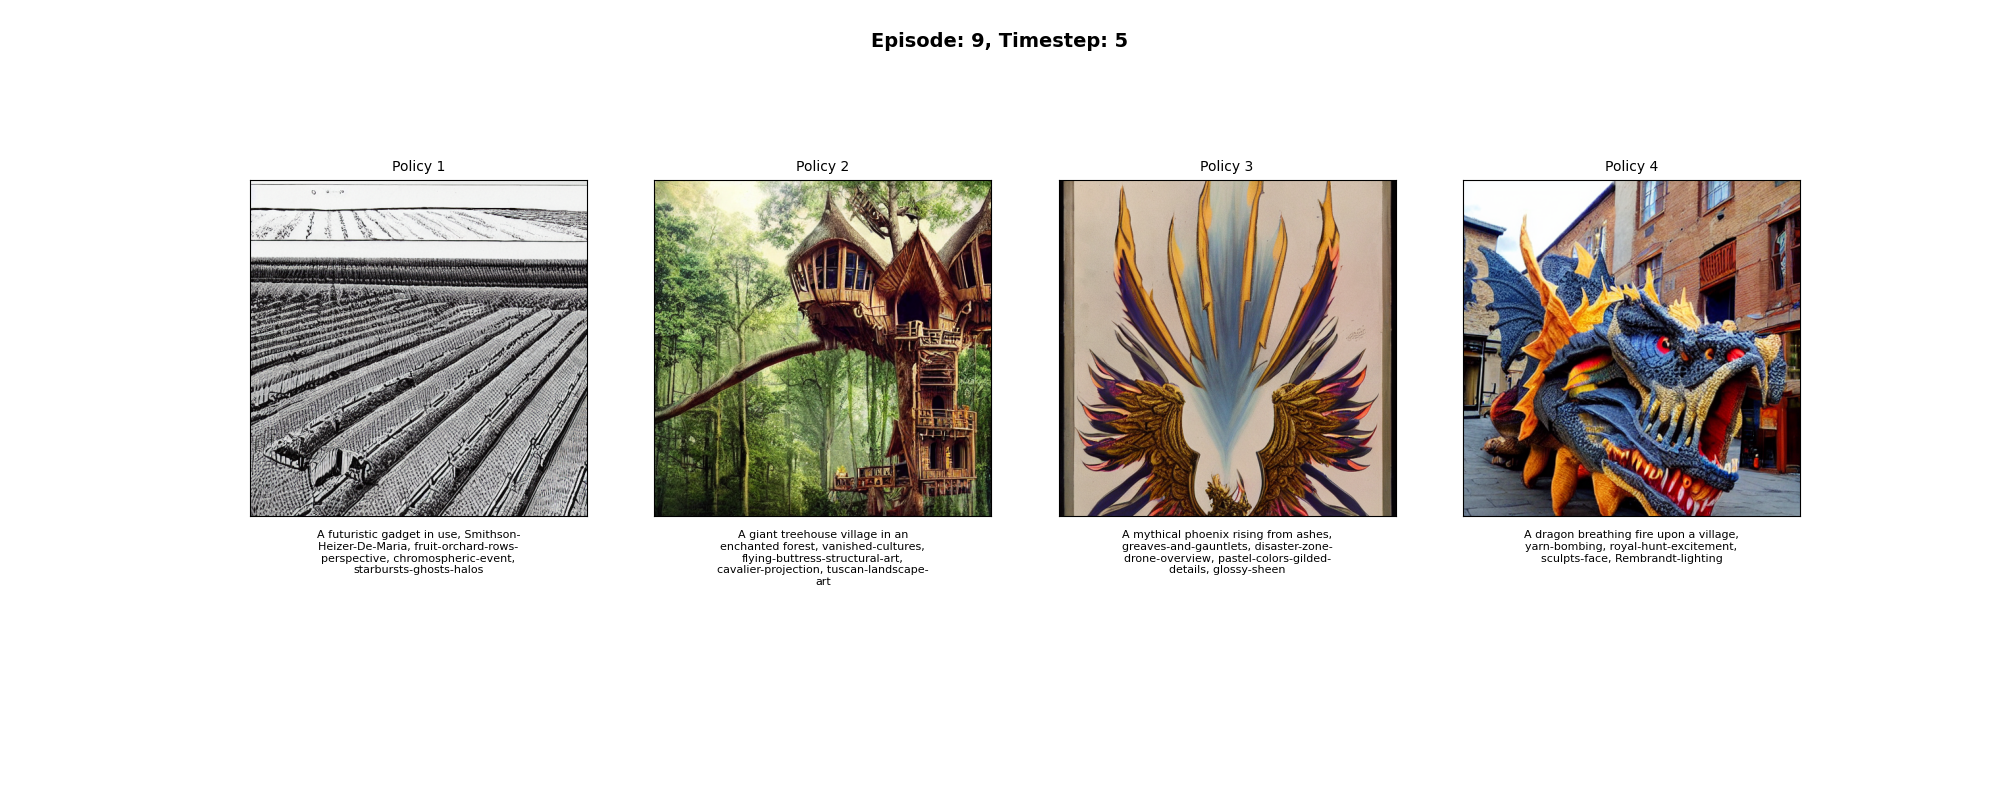 Episode: 9, Timestep: 5
Policy 1
Policy 2
Policy 3
Policy 4
A futuristic gadget in use, Smithson-
Heizer-De-Maria, fruit-orchard-rows-
perspective, chromospheric-event,
starbursts-ghosts-halos
A giant treehouse village in an
enchanted forest, vanished-cultures,
flying-buttress-structural-art,
cavalier-projection, tuscan-landscape-
art
A mythical phoenix rising from ashes,
greaves-and-gauntlets, disaster-zone-
drone-overview, pastel-colors-gilded-
details, glossy-sheen
A dragon breathing fire upon a village,
yarn-bombing, royal-hunt-excitement,
sculpts-face, Rembrandt-lighting